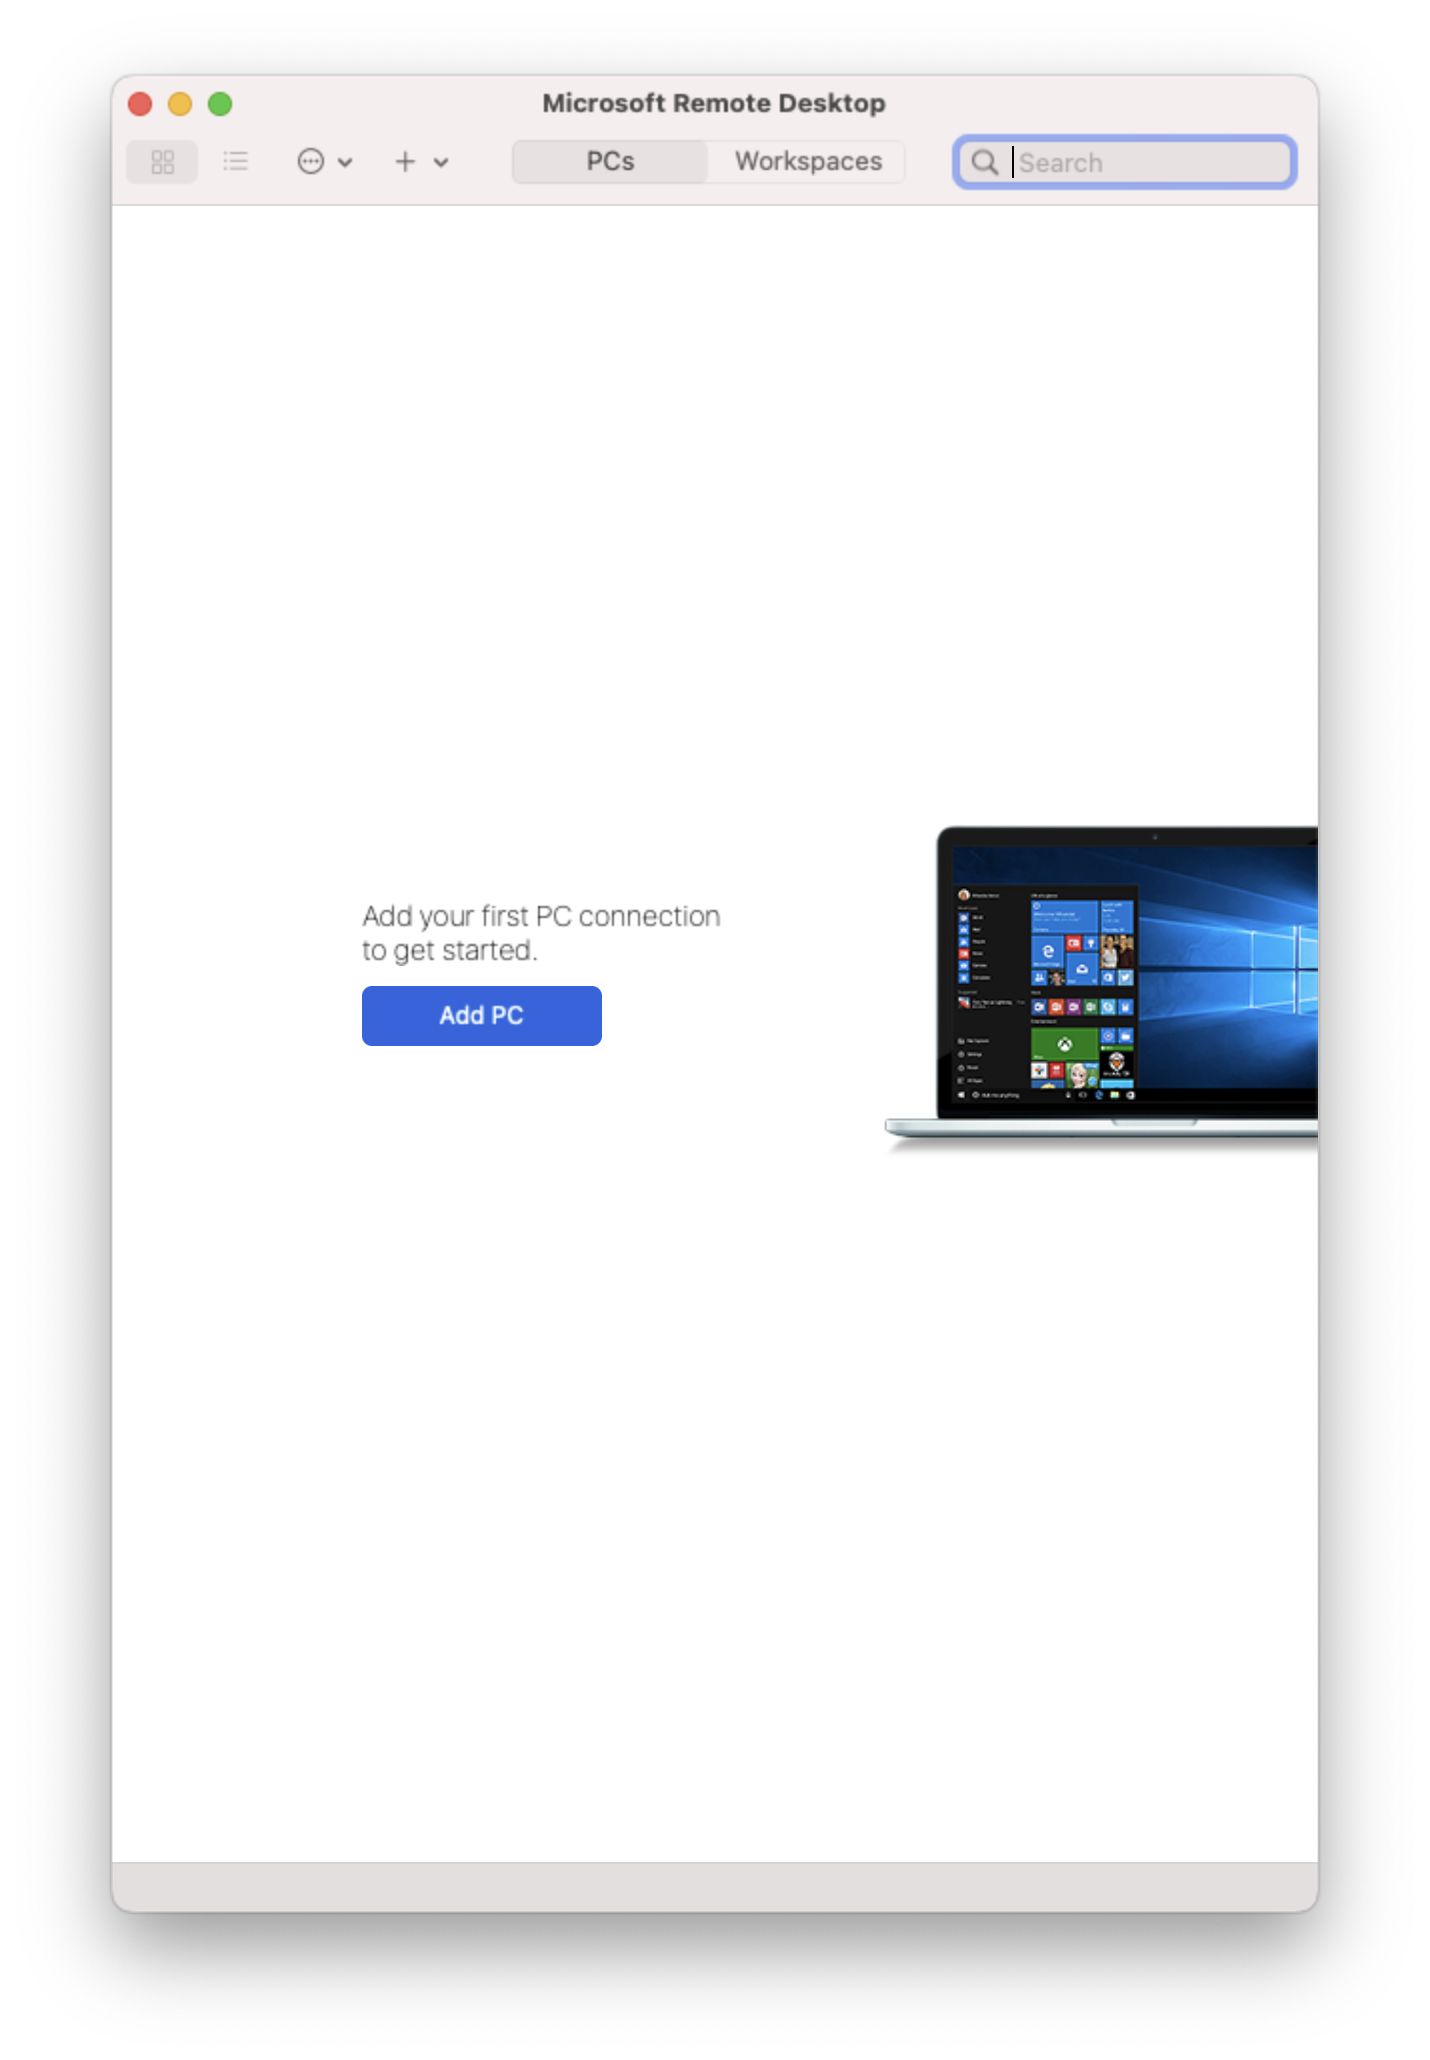 Microsoft Remote Desktop
PCs
Workspaces
Search
Add your first PC connection
to get started.
Add PC